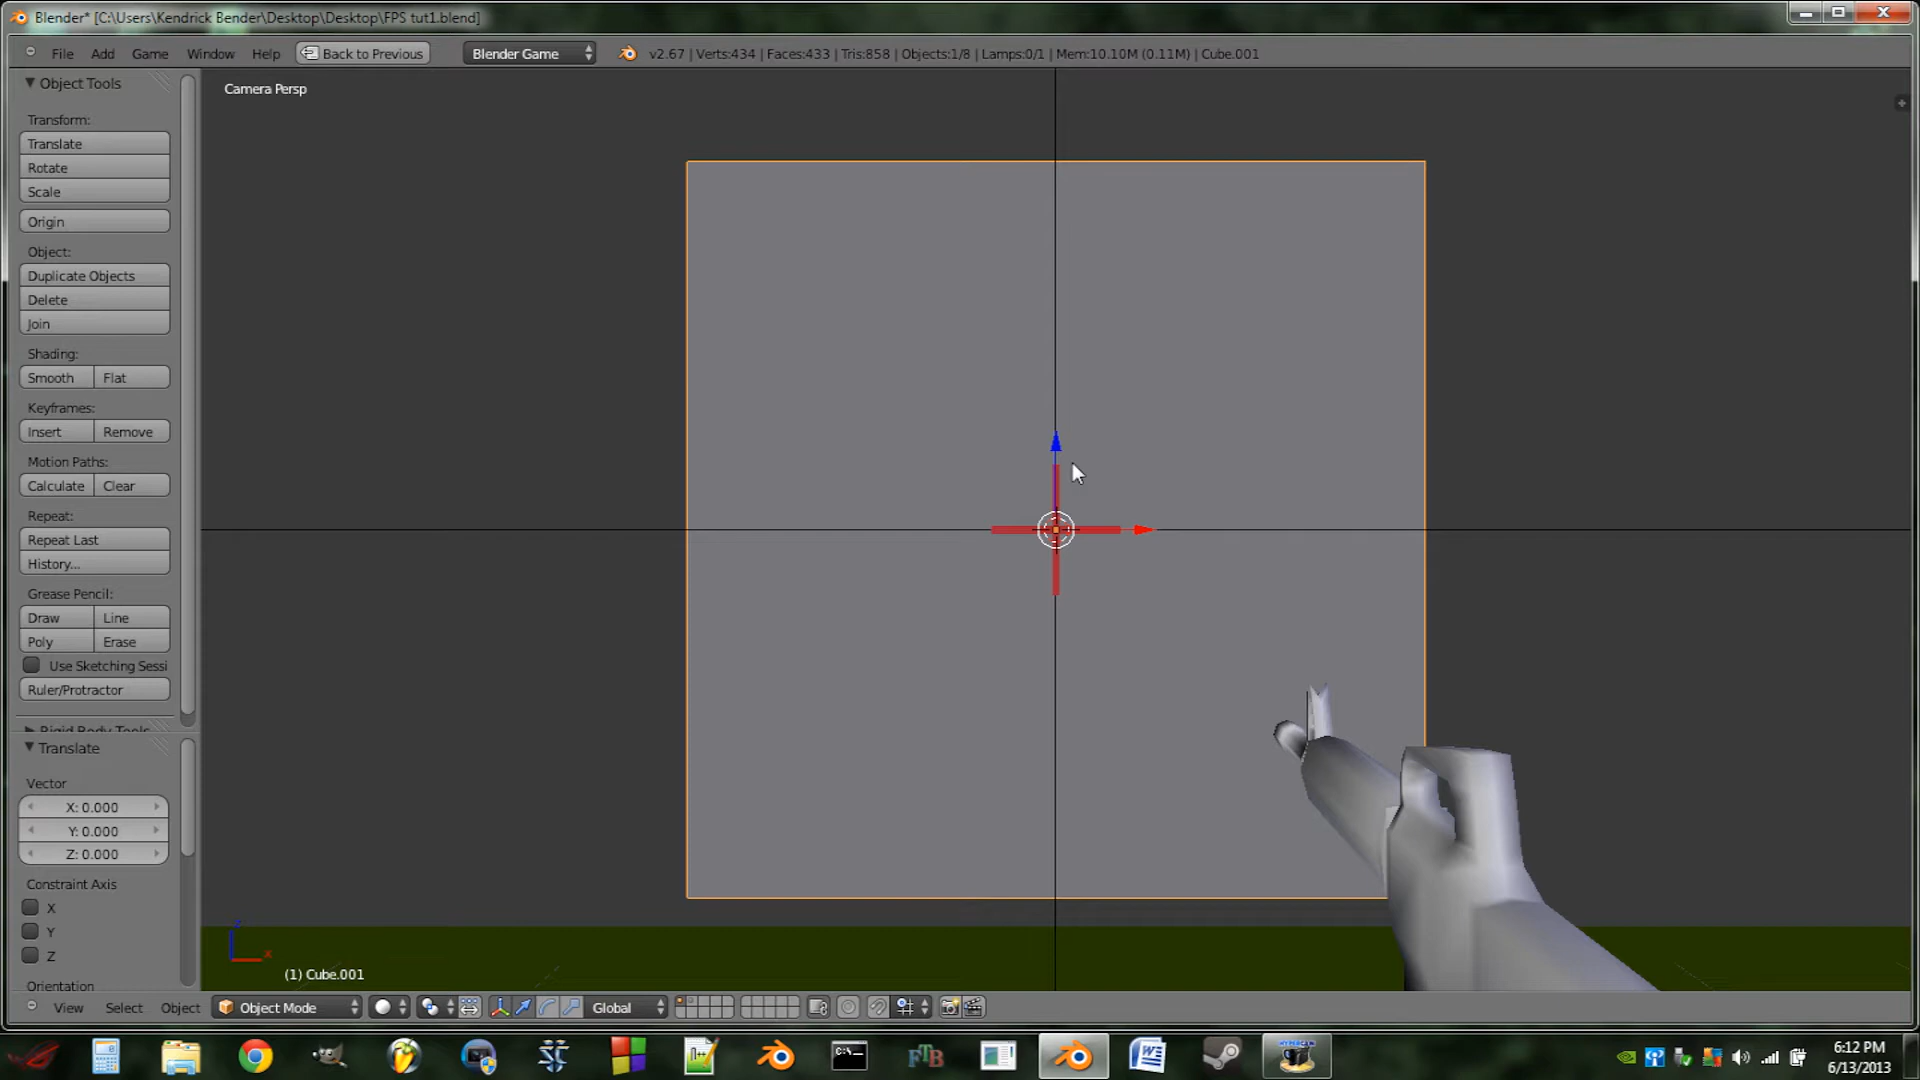 Blender* [C:\Users\Kendrick Bender\Desktop\Desktop\FPS tut1.blend]
File Add Game Window Help Back to Previous Blender Game v2.67 | Verts:434 | Faces:433 | Tris:858 | Objects:1/8 | Lamps:0/1 | Mem:10.10M (0.11M) | Cube.001
Object Tools
Camera Persp
Transform:
Translate
Rotate
Scale
Origin
Object:
Duplicate Objects
Delete
Join
Shading:
Smooth Flat
Keyframes:
Insert Remove
Motion Paths:
Calculate Clear
Repeat:
Repeat Last
History...
Grease Pencil:
Draw Line
Poly Erase
Use Sketching Sessi
Ruler/Protractor
Rigid Body Tools
Translate
Vector
X: 0.000
Y: 0.000
Z: 0.000
Constraint Axis
X
Y
Z
Orientation
z
x
(1) Cube.001
View Select Object Object Mode Global
C:\_
FTB
6:12 PM
6/13/2013